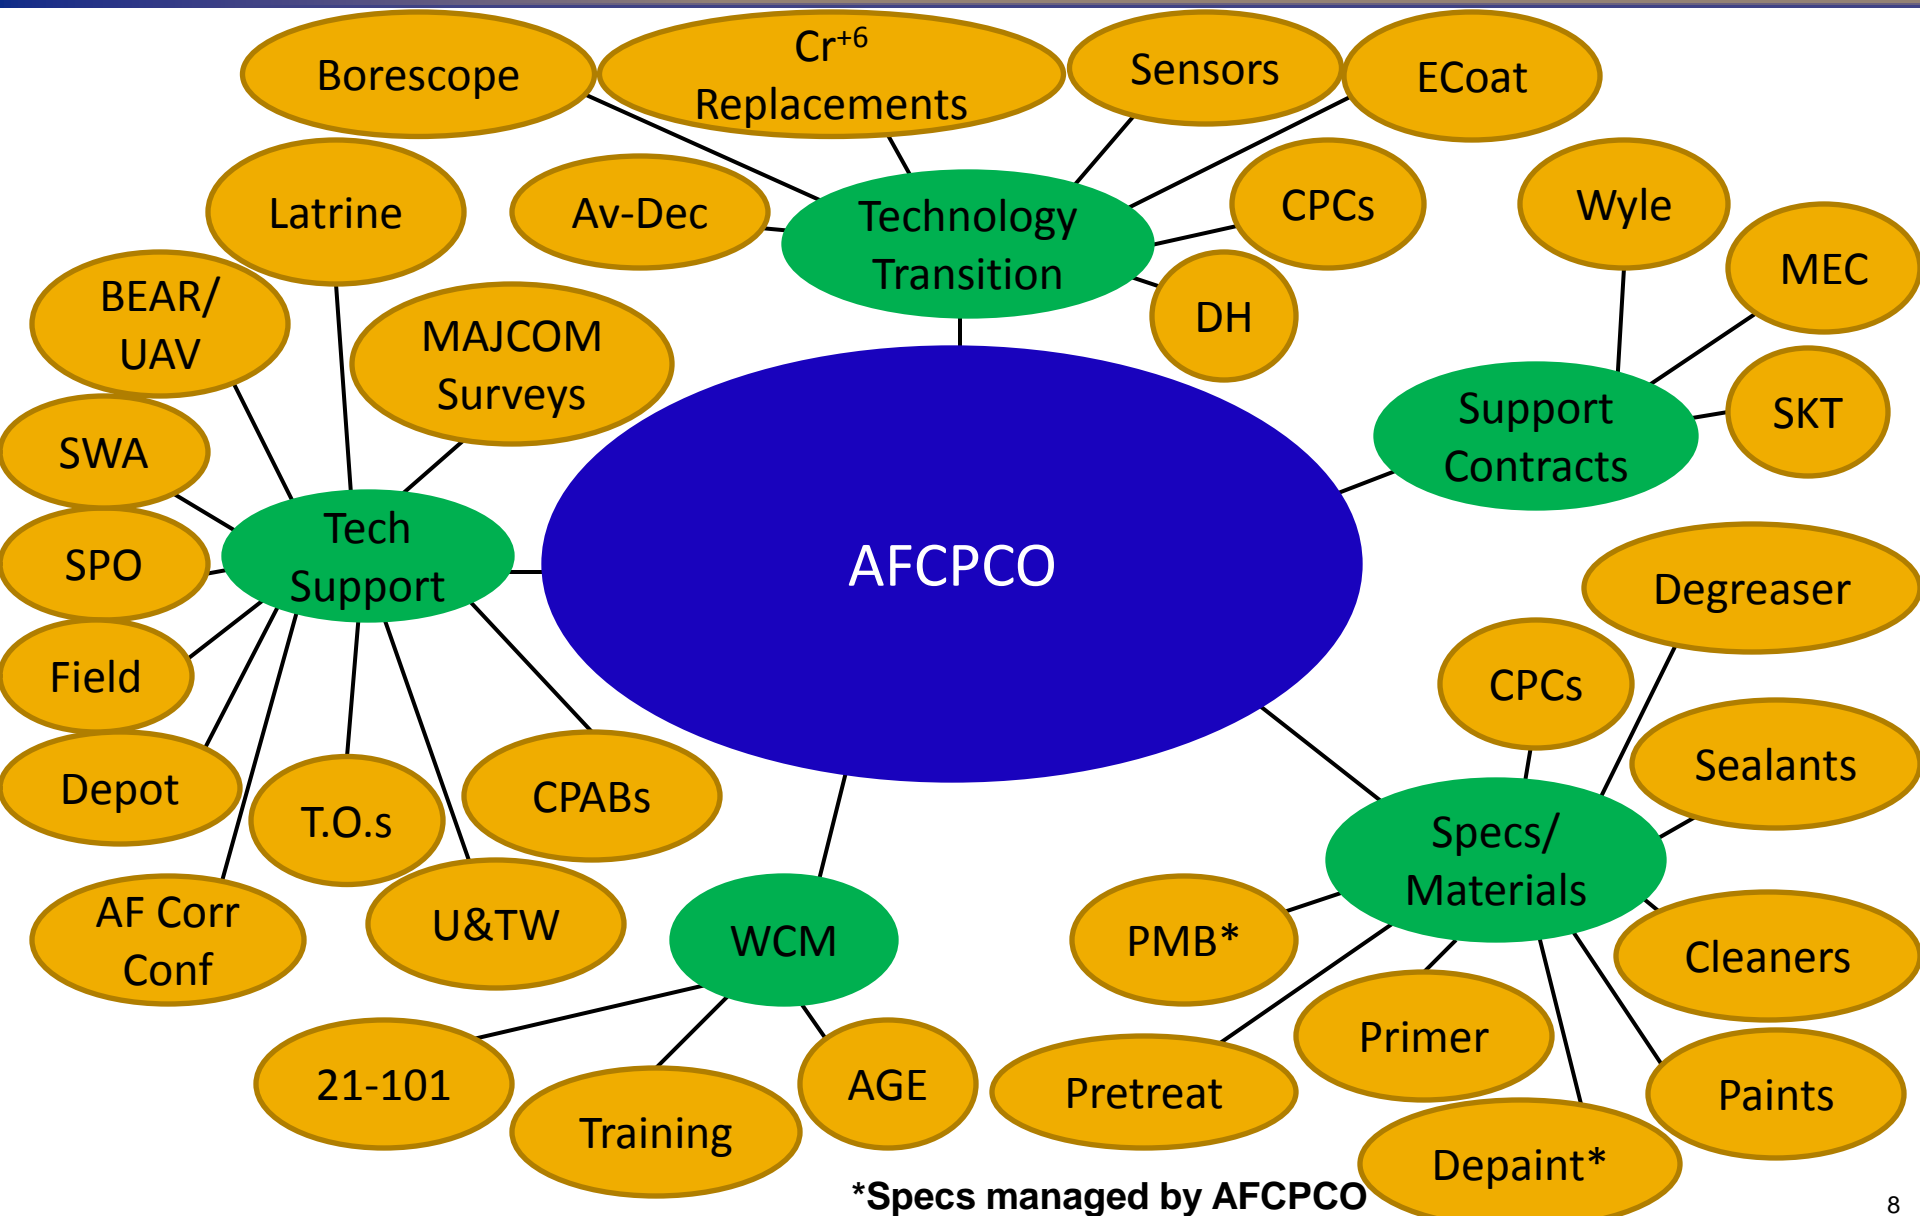 Borescope
Cr+6
Replacements
Sensors
ECoat
Latrine
Av-Dec
Technology
Transition
CPCs
Wyle
MEC
BEAR/
UAV
MAJCOM
Surveys
DH
Support
Contracts
SKT
SWA
Tech
Support
SPO
AFCPCO
Degreaser
Field
CPCs
Depot
T.O.s
CPABs
Sealants
Specs/
Materials
AF Corr
Conf
U&TW
WCM
PMB*
Cleaners
21-101
Training
AGE
Pretreat
Primer
Paints
Depaint*
*Specs managed by AFCPCO
8